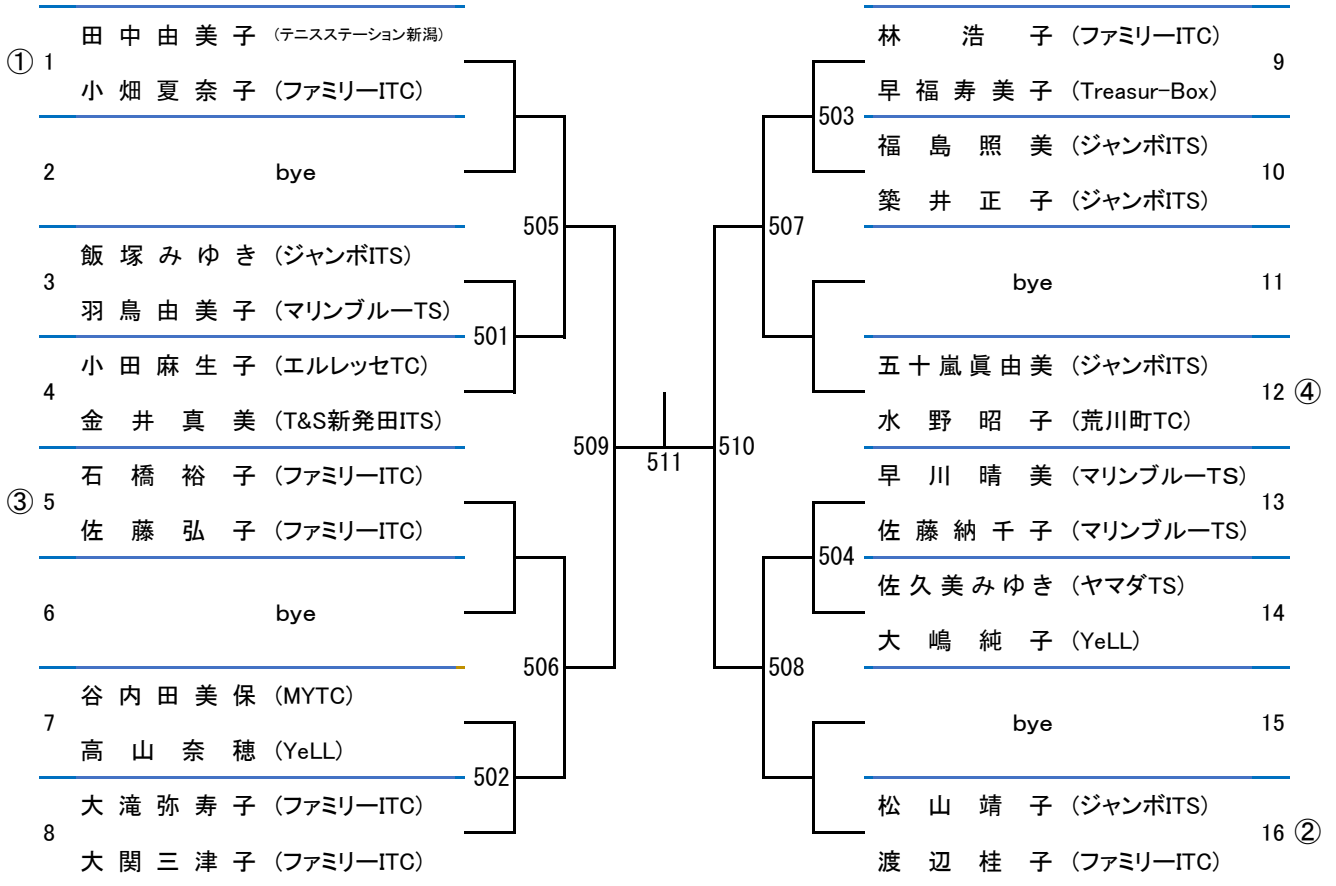 田中由美子 (テニスステーション新潟)
① 1
小畑夏奈子 (ファミリーITC)
2 bye
飯塚みゆき (ジャンボITS)
3
羽鳥由美子 (マリンブルーTS)
小田麻生子 (エルレッセTC)
4
金井真美 (T&S新発田ITS)
石橋裕子 (ファミリーITC)
③ 5
佐藤弘子 (ファミリーITC)
6 bye
谷内田美保 (MYTC)
7
高山奈穂 (YeLL)
大滝弥寿子 (ファミリーITC)
8
大関三津子 (ファミリーITC)
505
501
509
506
502
511
503
507
510
504
508
林浩子 (ファミリーITC)
9
早福寿美子 (Treasur-Box)
福島照美 (ジャンボITS)
10
築井正子 (ジャンボITS)
bye 11
五十嵐眞由美 (ジャンボITS)
12 ④
水野昭子 (荒川町TC)
早川晴美 (マリンブルーTS)
13
佐藤納千子 (マリンブルーTS)
佐久美みゆき (ヤマダTS)
14
大嶋純子 (YeLL)
bye 15
松山靖子 (ジャンボITS)
16 ②
渡辺桂子 (ファミリーITC)